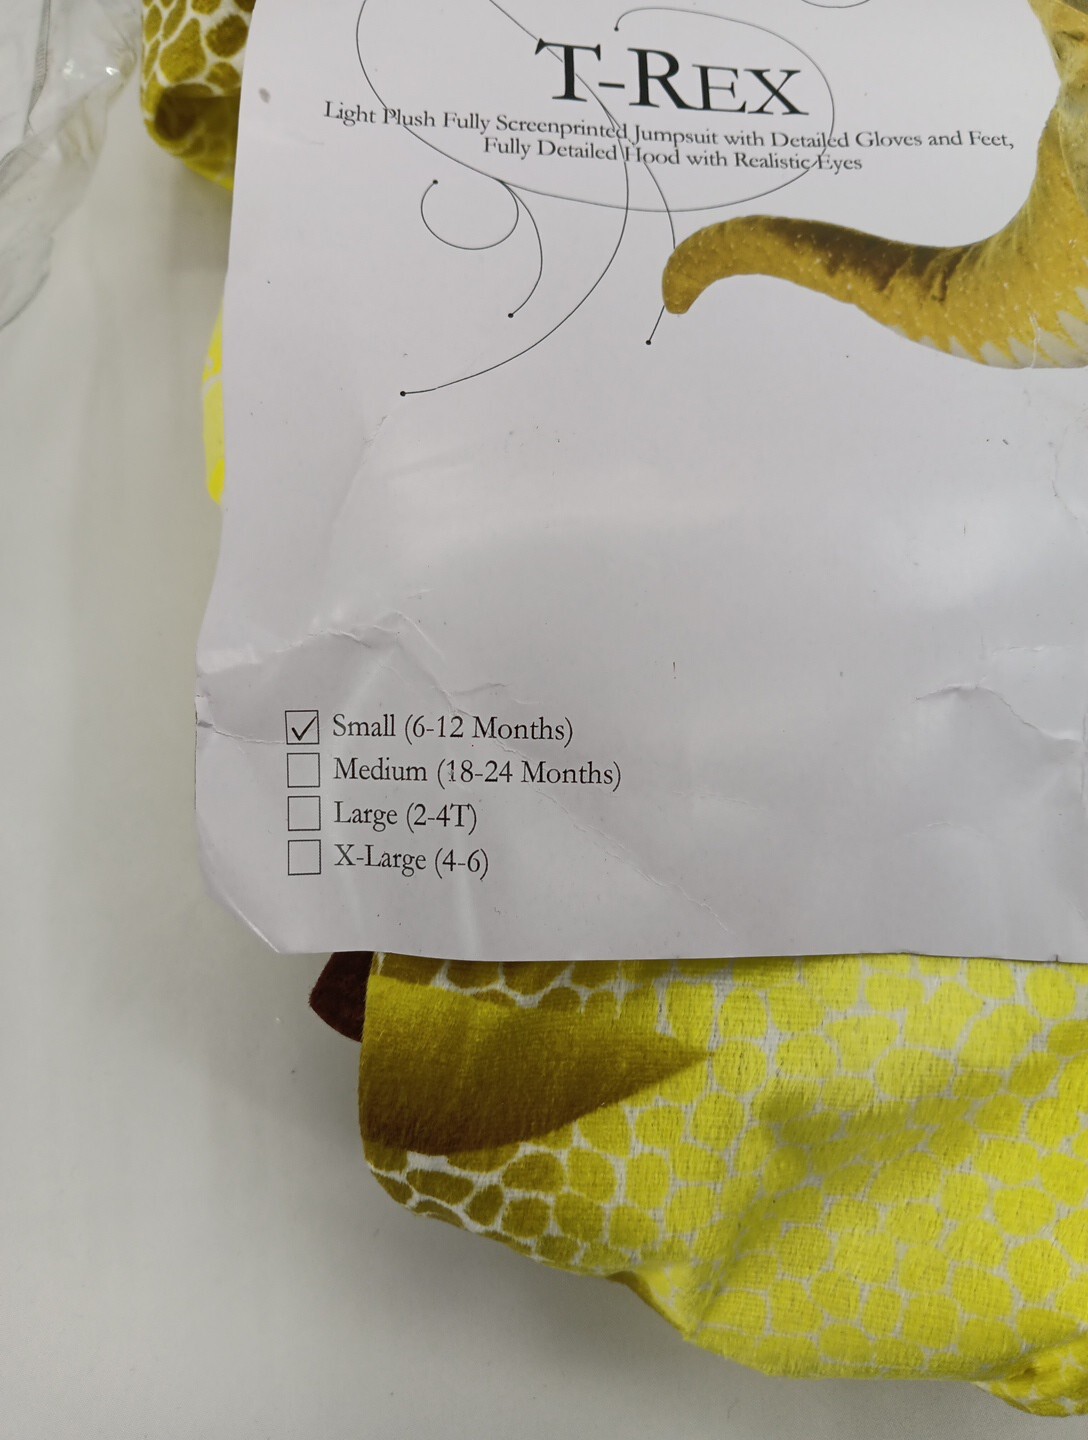 T-REX
Light Plush Fully Screenprinted Jumpsuit with Detailed Gloves and Feet,
Fully Detailed Hood with Realistic Eyes
Small (6-12 Months)
Medium (18-24 Months)
Large (2-4T)
X-Large (4-6)